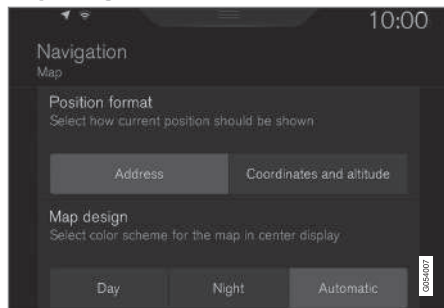 10:00
Navigation
Map
Position format
Select how current position should be shown
Address
Coordinates and altitude
Map design
Select color scheme for the map in center display
Day
Night
Automatic
G054007